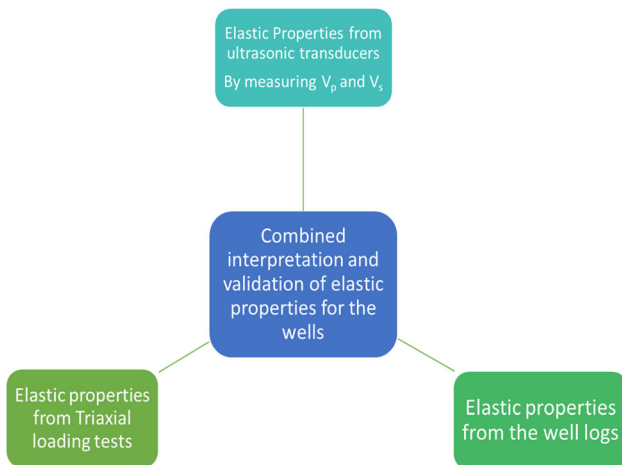 Elastic Properties from
ultrasonic transducers
By measuring Vp and Vs
Combined
interpretation and
validation of elastic
properties for the
wells
Elastic properties
from Triaxial
loading tests
Elastic properties
from the well logs